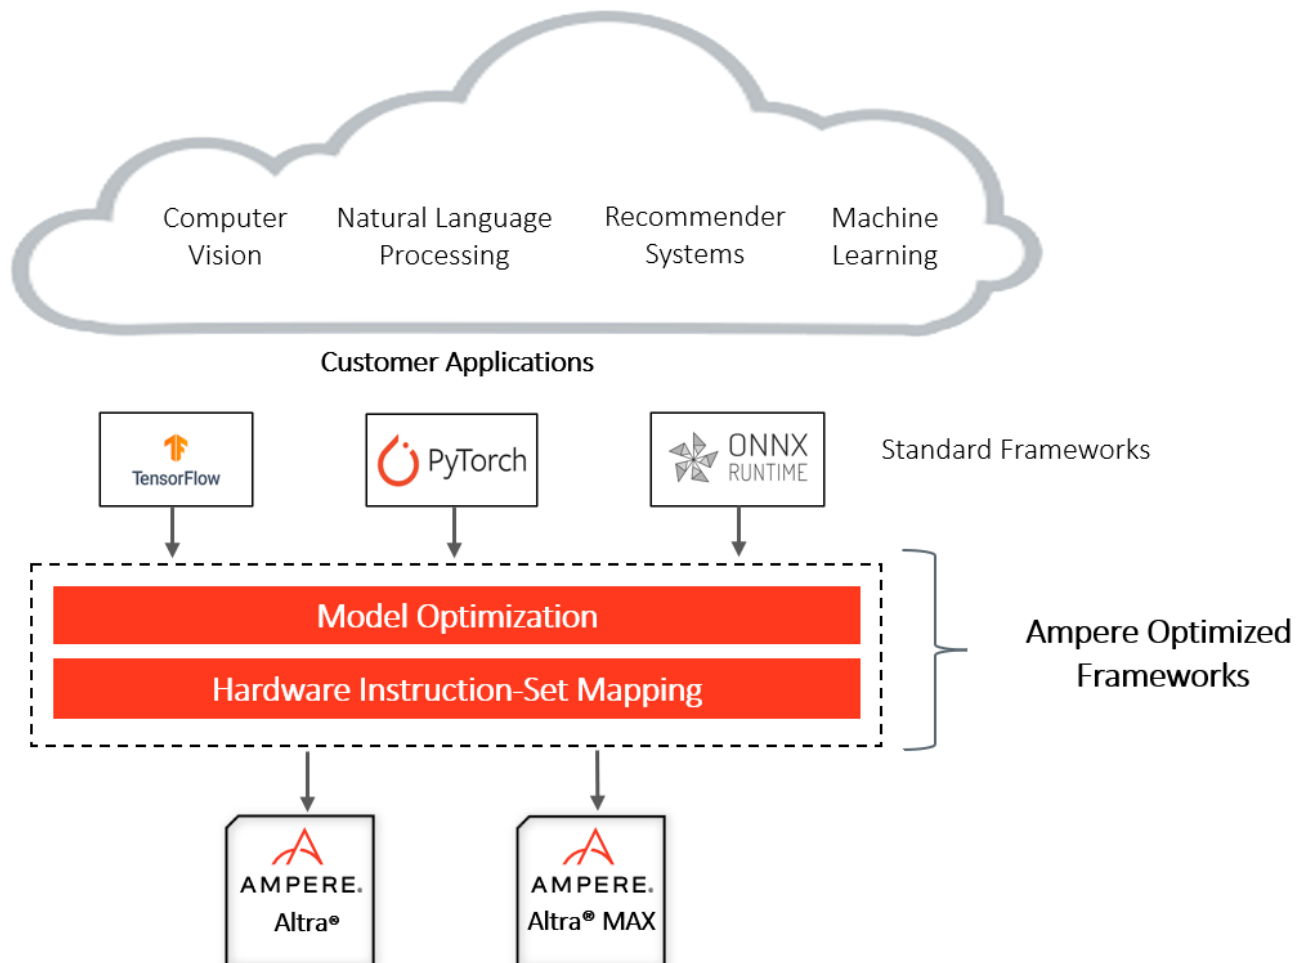 Computer
Vision
Natural Language
Processing
Recommender
Systems
Machine
Learning
Customer Applications
TensorFlow
PyTorch
ONNX
RUNTIME
Standard Frameworks
Model Optimization
Hardware Instruction-Set Mapping
Ampere Optimized
Frameworks
AMPERE®
Altra®
AMPERE®
Altra® MAX